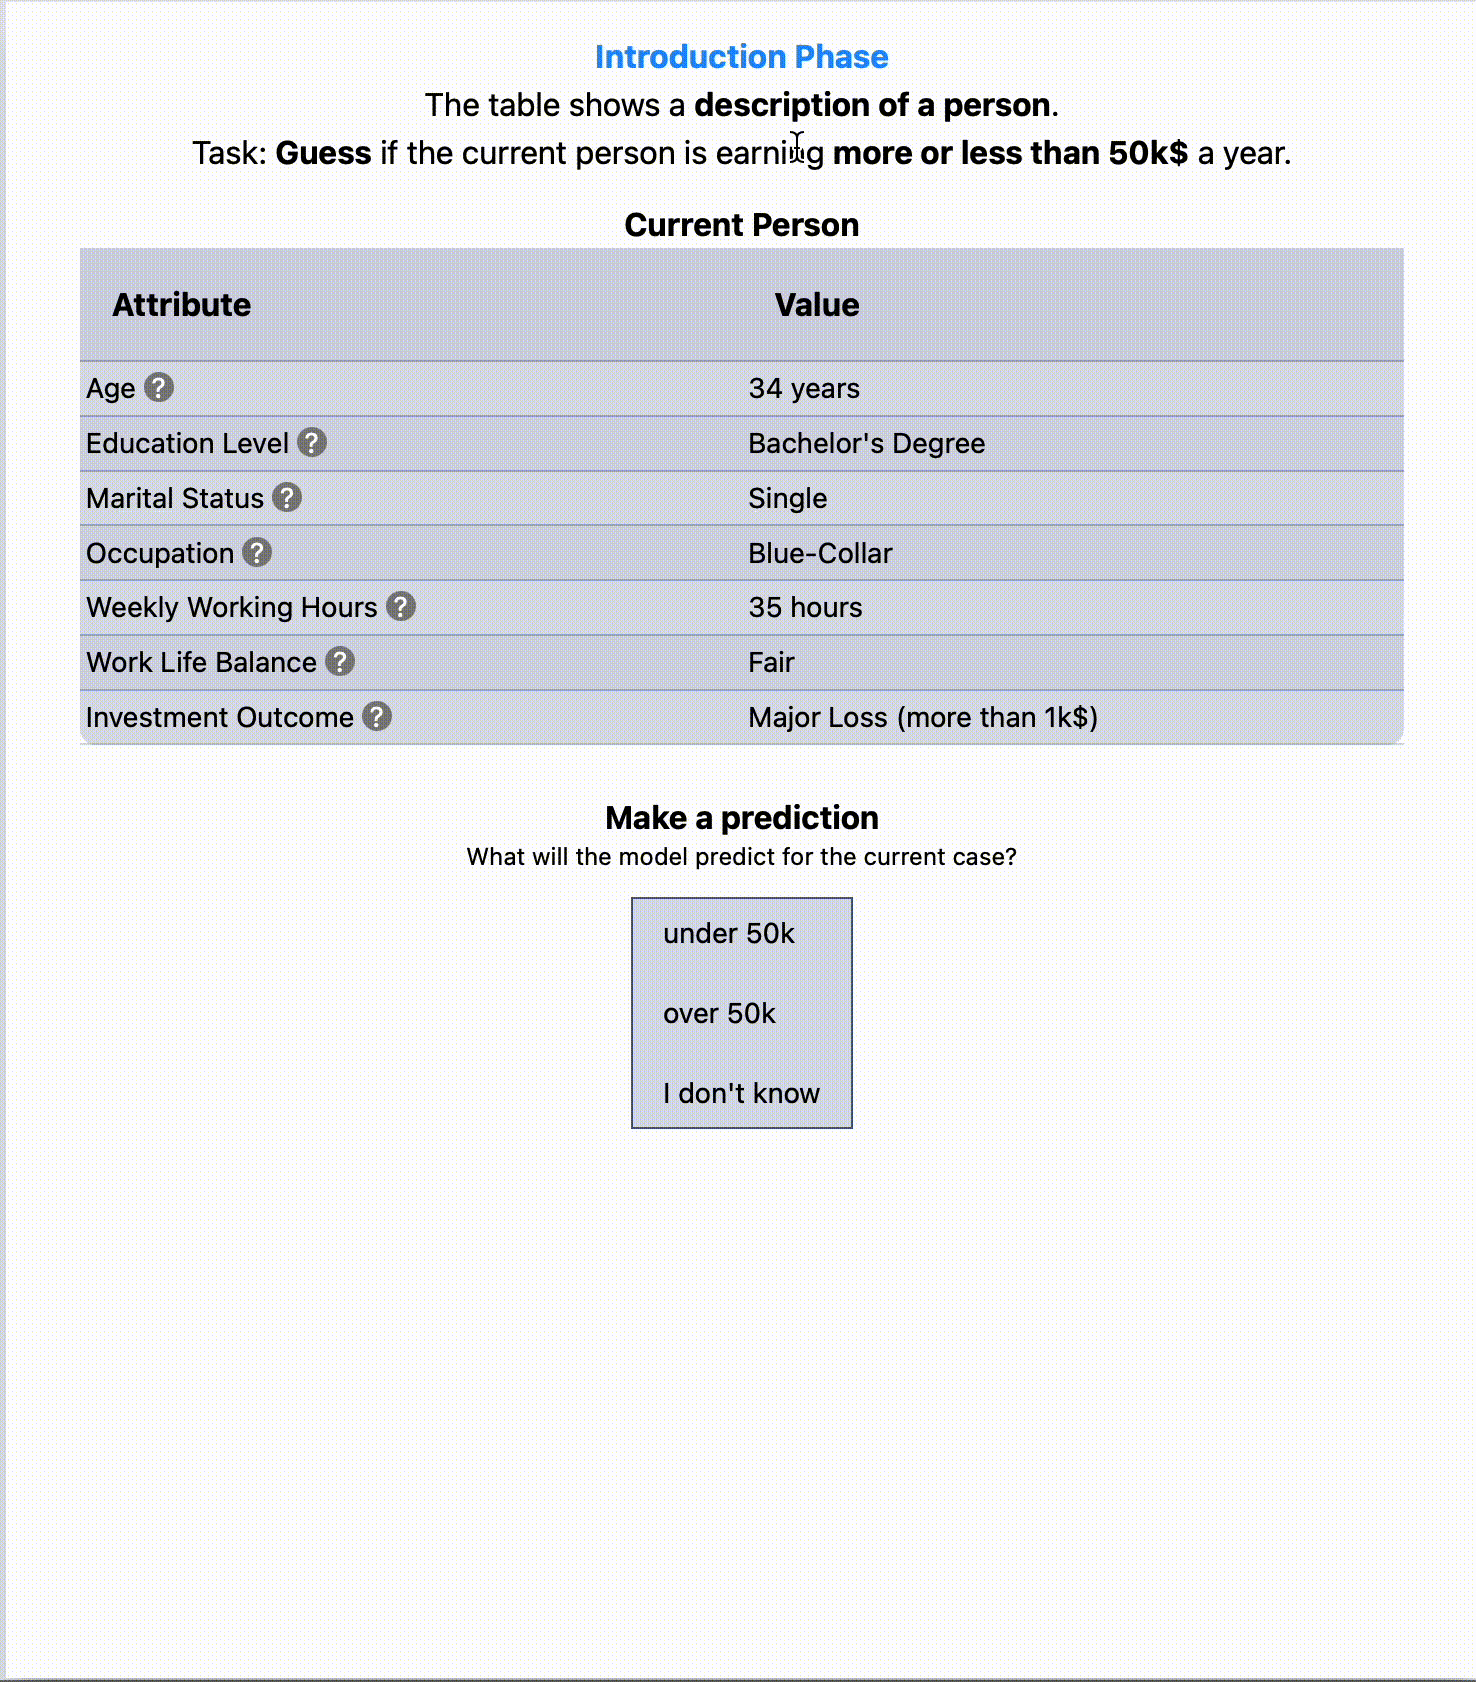 Introduction Phase
The table shows a description of a person.
Task: Guess if the current person is earning more or less than 50k$ a year.
Current Person
Attribute Value
Age ? 34 years
Education Level ? Bachelor's Degree
Marital Status ? Single
Occupation ? Blue-Collar
Weekly Working Hours ? 35 hours
Work Life Balance ? Fair
Investment Outcome ? Major Loss (more than 1k$)
Make a prediction
What will the model predict for the current case?
under 50k
over 50k
I don't know